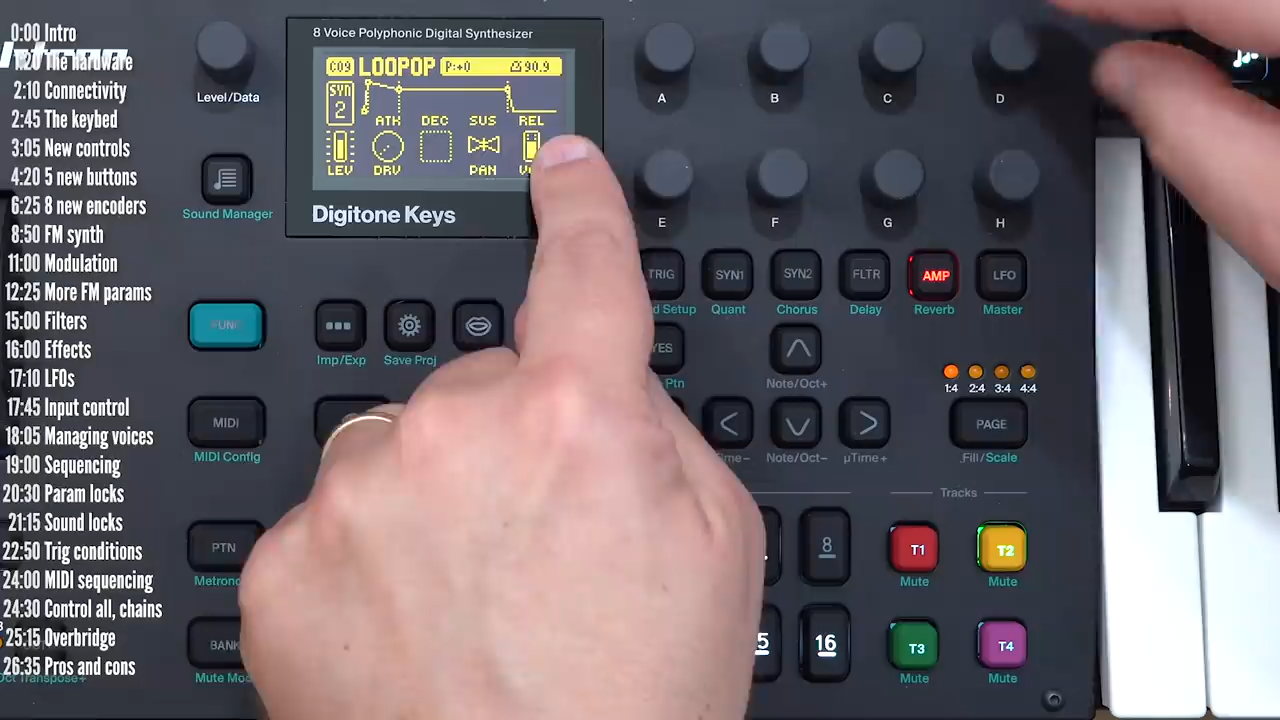 0:00 Intro
The hardware
2:10 Connectivity
2:45 The keybed
3:05 New controls
4:20 5 new buttons
6:25 8 new encoders
8:50 FM synth
11:00 Modulation
12:25 More FM params
15:00 Filters
16:00 Effects
17:10 LFOs
17:45 Input control
18:05 Managing voices
19:00 Sequencing
20:30 Param locks
21:15 Sound locks
22:50 Trig conditions
24:00 MIDI sequencing
24:30 Control all, chains
25:15 Overbridge
26:35 Pros and cons
Level/Data
Sound Manager
8 Voice Polyphonic Digital Synthesizer
C09 LOOPOP P:+0 90.9
SYN
2
ATK DEC SUS REL
LEV DRV PAN
Digitone Keys
A B C D
E F G H
TRIG SYN1 SYN2 FLTR AMP LFO
Setup Quant Chorus Delay Reverb Master
FUNC
Imp/Exp Save Proj
YES
Ptn
Note/Oct+
1:4 2:4 3:4 4:4
MIDI
MIDI Config
PAGE
Note/Oct- µTime+ Fill/Scale
Tracks
PTN
8
T1 T2
Mute Mute
BANK
16
T3 T4
Mute Mute